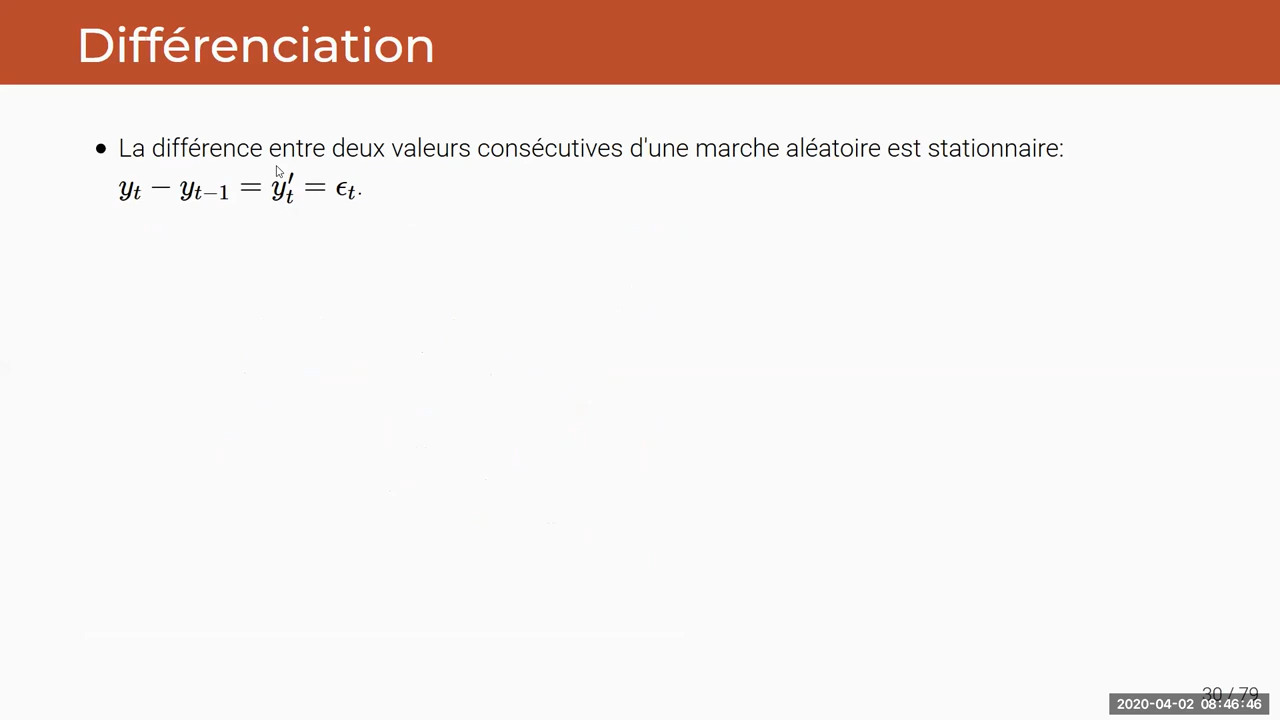 Différenciation
• La différence entre deux valeurs consécutives d'une marche aléatoire est stationnaire:
$y_t - y_{t-1} = y'_t = \epsilon_t$.
30 / 79
2020-04-02 08:46:46